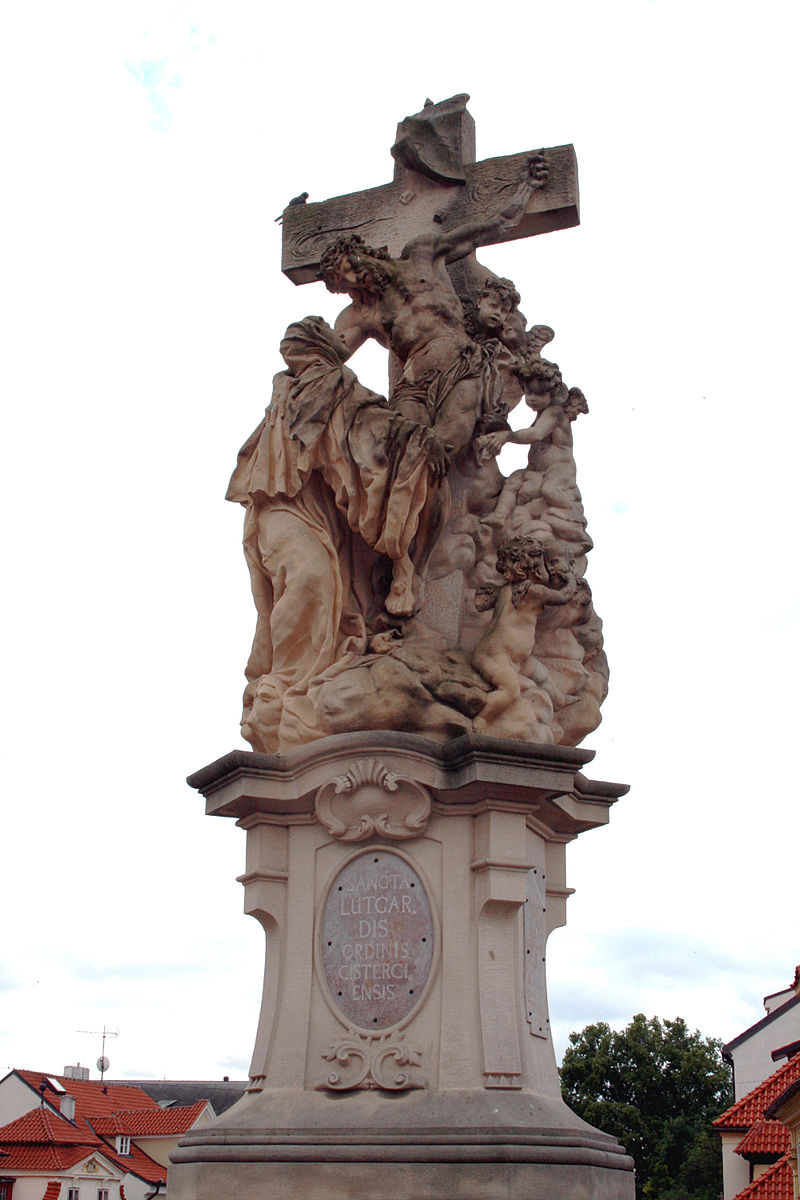 SANCTA
LUTGAR.
DIS
ORDINIS
CISTERCI
ENSIS